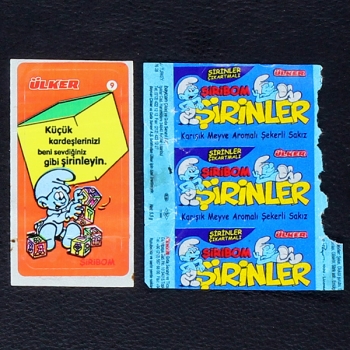 ÜLKER
9
Küçük
kardeşlerinizi
beni sevdiğiniz
gibi şirinleyin.
ŞIRIBOM
ŞİRİNLER
ÇIKARTMALI
ÜLKER
ŞIRIBOM
ŞİRİNLER
Karışık Meyve Aromalı Şekerli Sakız
ŞİRİNLER
ÇIKARTMALI
ÜLKER
ŞIRIBOM
ŞİRİNLER
Karışık Meyve Aromalı Şekerli Sakız
ŞİRİNLER
ÇIKARTMALI
ÜLKER
ŞIRIBOM
ŞİRİNLER